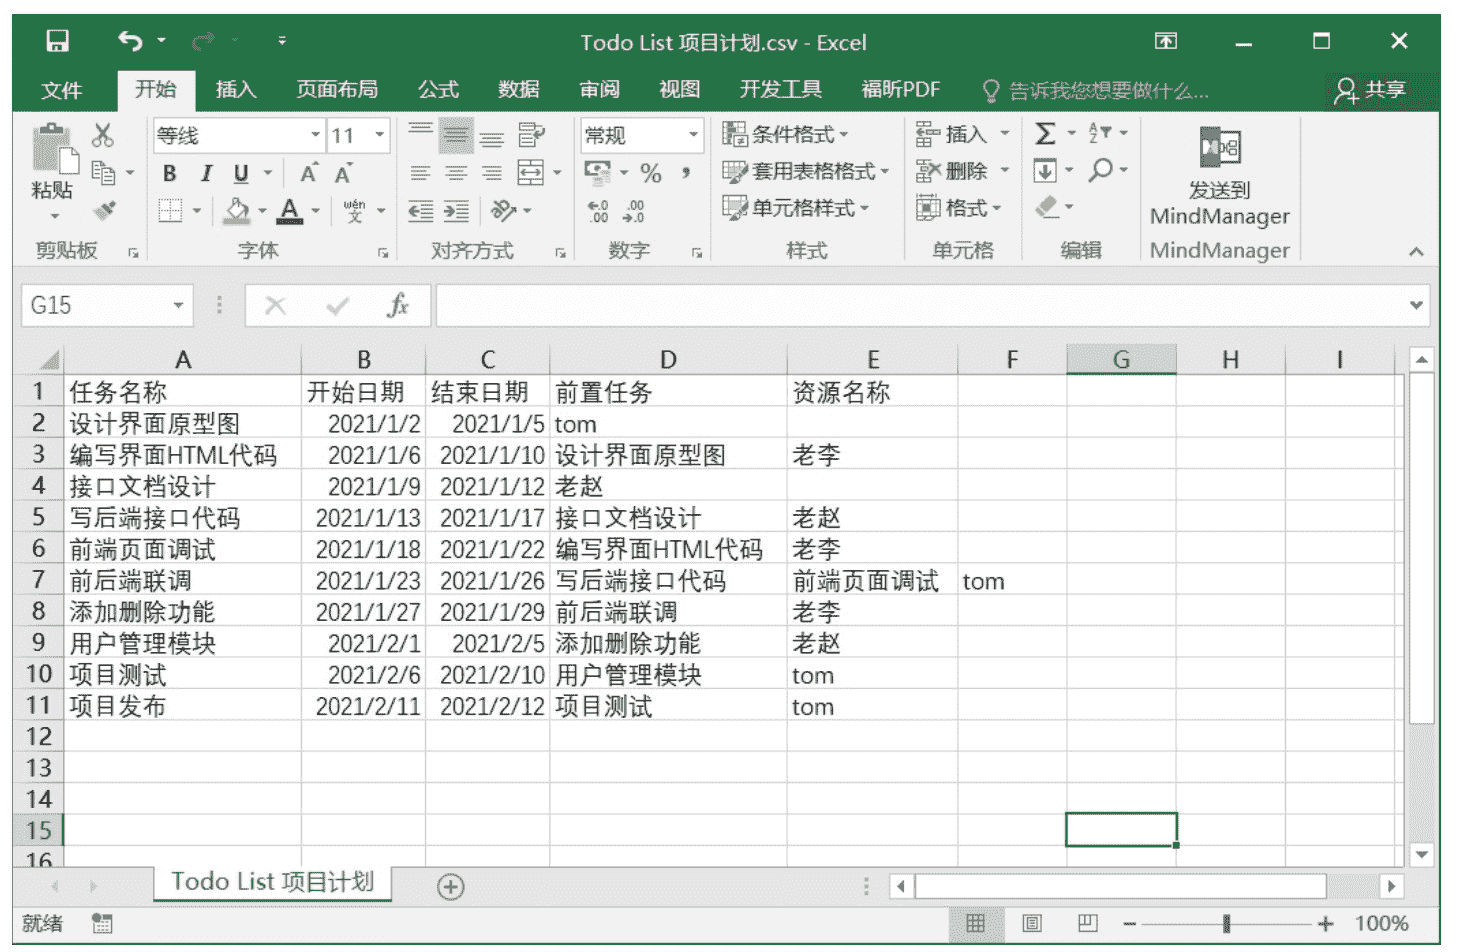 Todo List 项目计划.csv - Excel
文件 开始 插入 页面布局 公式 数据 审阅 视图 开发工具 福昕PDF 告诉我您想要做什么... 共享
等线 11 常规 条件格式 插入
粘贴 B I U A A % 套用表格格式 删除 发送到
wén 文 A .00 .00 单元格样式 格式 MindManager
剪贴板 字体 对齐方式 数字 样式 单元格 编辑 MindManager
G15 fx
A B C D E F G H I
1 任务名称 开始日期 结束日期 前置任务 资源名称
2 设计界面原型图 2021/1/2 2021/1/5 tom
3 编写界面HTML代码 2021/1/6 2021/1/10 设计界面原型图 老李
4 接口文档设计 2021/1/9 2021/1/12 老赵
5 写后端接口代码 2021/1/13 2021/1/17 接口文档设计 老赵
6 前端页面调试 2021/1/18 2021/1/22 编写界面HTML代码 老李
7 前后端联调 2021/1/23 2021/1/26 写后端接口代码 前端页面调试 tom
8 添加删除功能 2021/1/27 2021/1/29 前后端联调 老李
9 用户管理模块 2021/2/1 2021/2/5 添加删除功能 老赵
10 项目测试 2021/2/6 2021/2/10 用户管理模块 tom
11 项目发布 2021/2/11 2021/2/12 项目测试 tom
12
13
14
15
16
Todo List 项目计划
就绪 100%